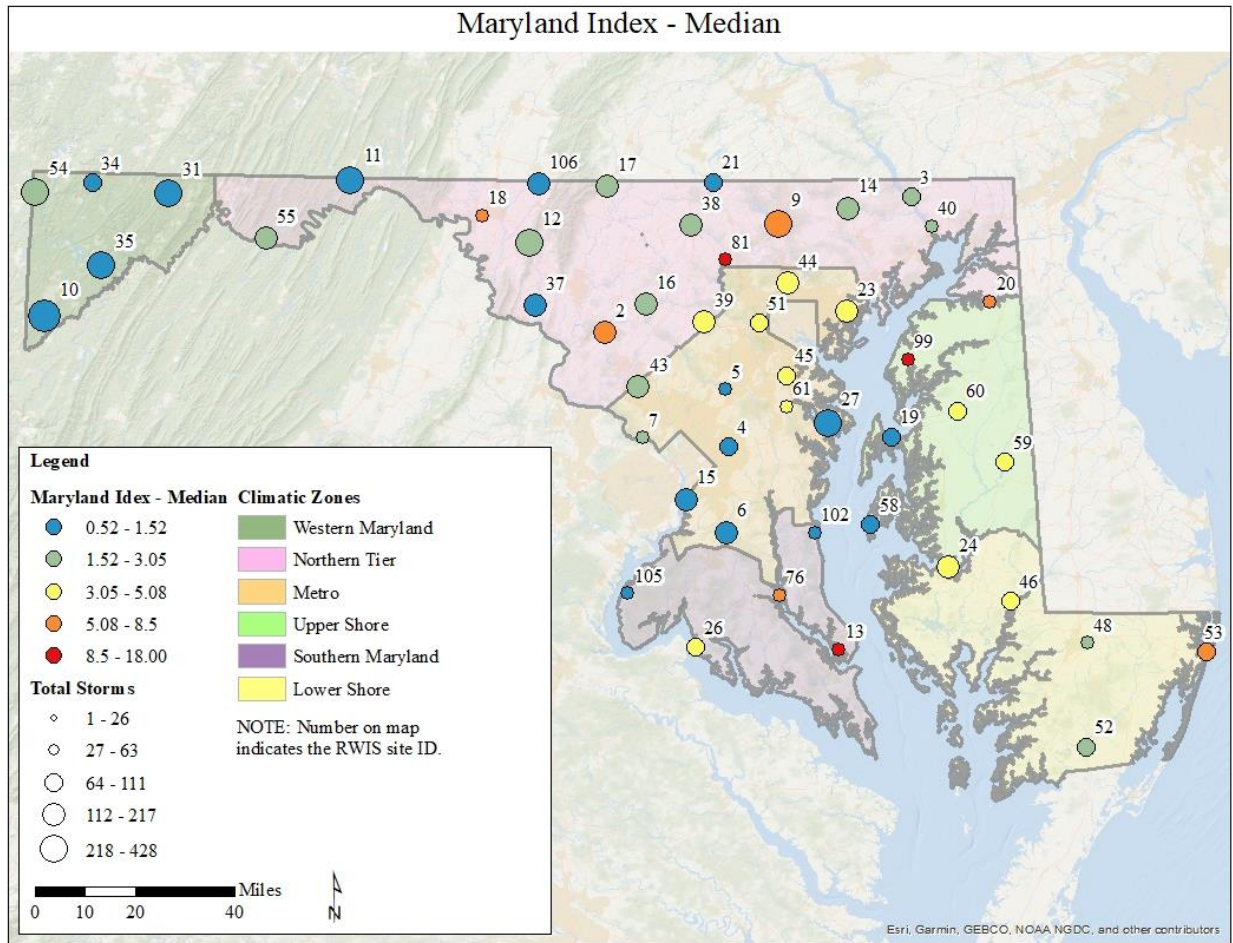 Maryland Index - Median
54
34
31
11
106
17
21
18
12
38
9
14
3
40
55
35
81
10
37
16
44
20
2
39
51
23
99
43
5
45
61
60
7
27
19
4
59
15
6
102
58
24
105
76
46
26
13
48
53
52
Legend
Maryland Idex - Median Climatic Zones
0.52 - 1.52 Western Maryland
1.52 - 3.05 Northern Tier
3.05 - 5.08 Metro
5.08 - 8.5 Upper Shore
8.5 - 18.00 Southern Maryland
Total Storms Lower Shore
1 - 26 NOTE: Number on map
27 - 63 indicates the RWIS site ID.
64 - 111
112 - 217
218 - 428
Miles
0 10 20 40
N
Esri, Garmin, GEBCO, NOAA NGDC, and other contributors